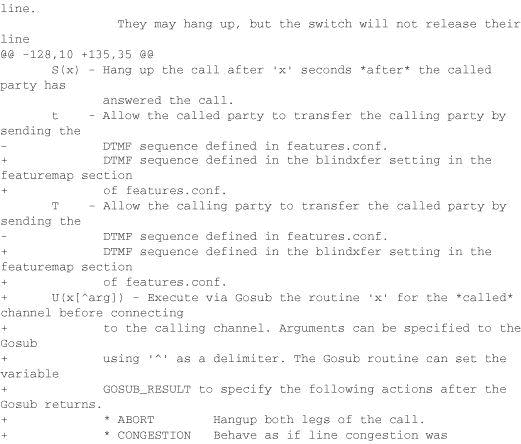 line.
They may hang up, but the switch will not release their
line
@@ -128,10 +135,35 @@
S(x) - Hang up the call after 'x' seconds *after* the called
party has
answered the call.
t - Allow the called party to transfer the calling party by
sending the
- DTMF sequence defined in features.conf.
+ DTMF sequence defined in the blindxfer setting in the
featuremap section
+ of features.conf.
T - Allow the calling party to transfer the called party by
sending the
- DTMF sequence defined in features.conf.
+ DTMF sequence defined in the blindxfer setting in the
featuremap section
+ of features.conf.
+ U(x[^arg]) - Execute via Gosub the routine 'x' for the *called*
channel before connecting
+ to the calling channel. Arguments can be specified to the
Gosub
+ using '^' as a delimiter. The Gosub routine can set the
variable
+ GOSUB_RESULT to specify the following actions after the
Gosub returns.
+ * ABORT Hangup both legs of the call.
+ * CONGESTION Behave as if line congestion was